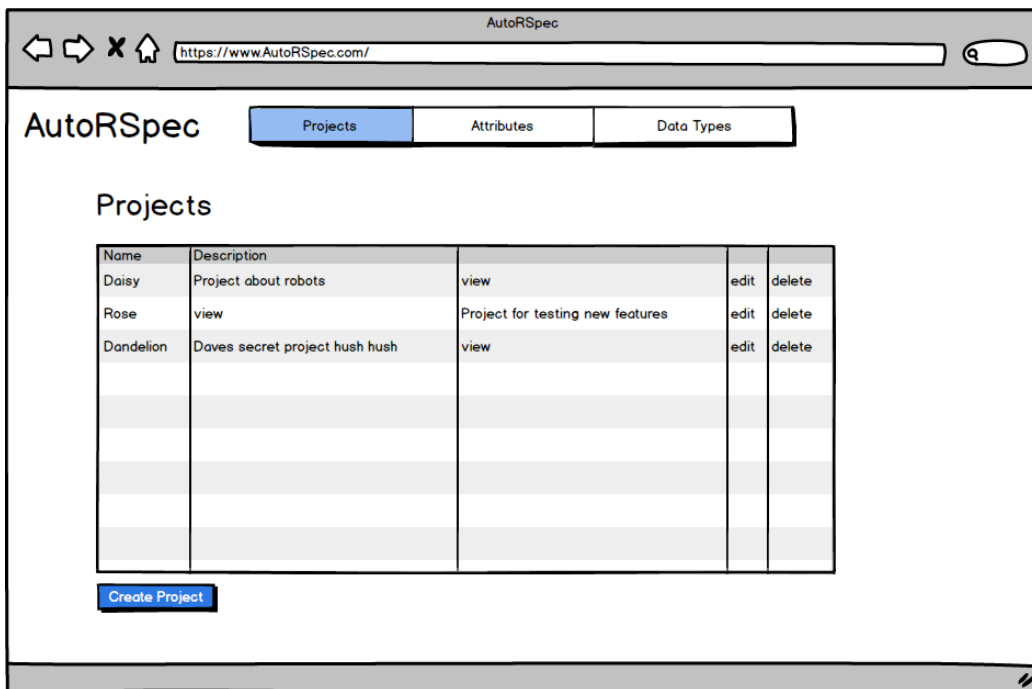 AutoRSpec
https://www.AutoRSpec.com/
AutoRSpec Projects Attributes Data Types
Projects
Name Description
Daisy Project about robots view edit delete
Rose view Project for testing new features edit delete
Dandelion Daves secret project hush hush view edit delete
Create Project